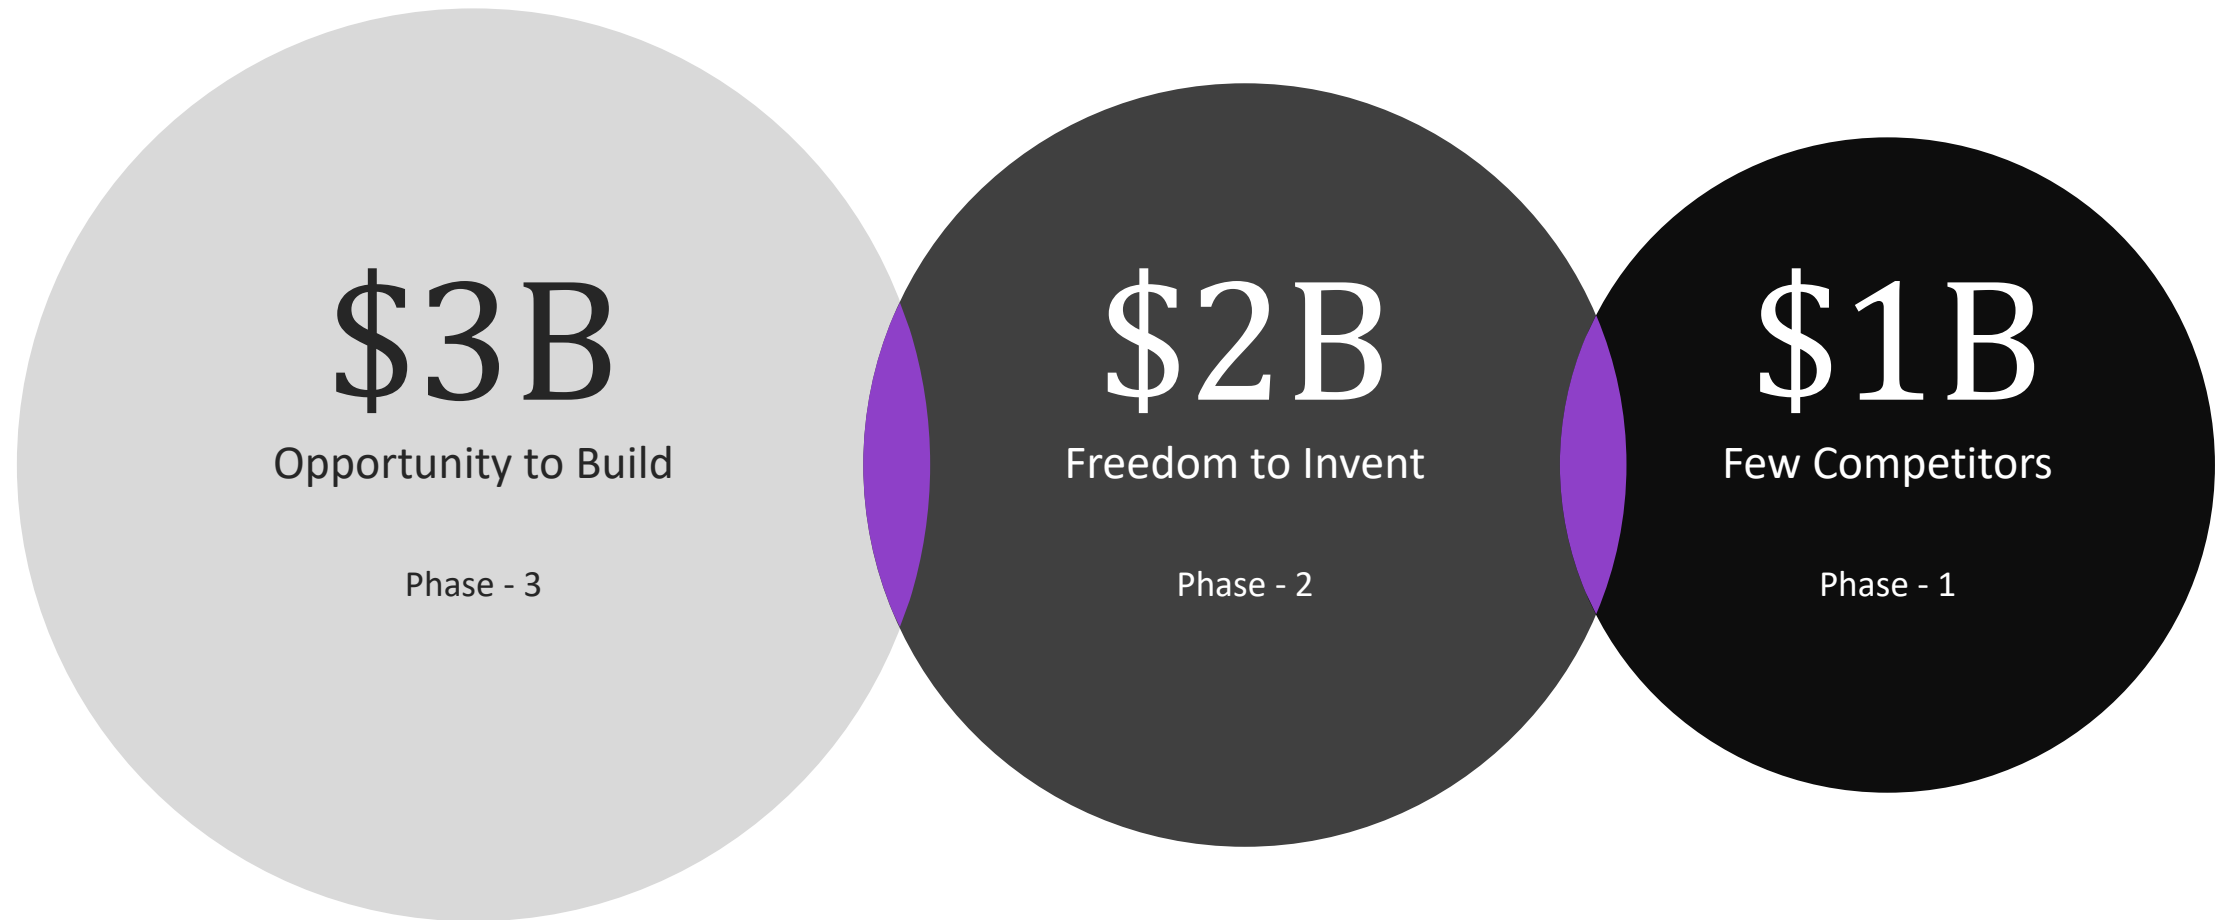 $3B
Opportunity to Build
Phase - 3
$2B
Freedom to Invent
Phase - 2
$1B
Few Competitors
Phase - 1